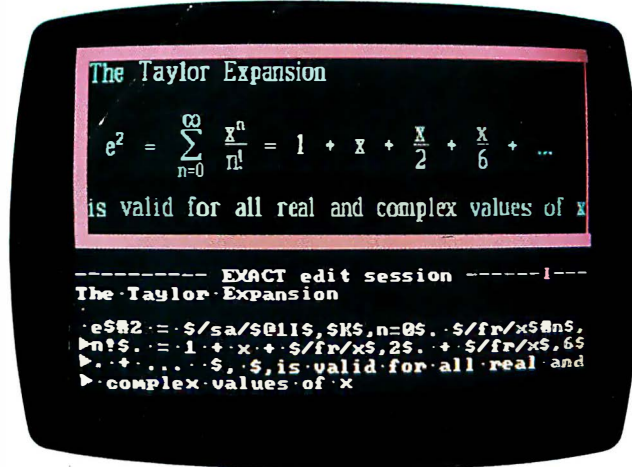 The Taylor Expansion
e² = ∞ ∑ n=0 xⁿ/n! = 1 + x + x/2 + x/6 + ...
is valid for all real and complex values of x
---------- EXACT edit session ------I---
The·Taylor·Expansion
·e$#2·=·$/sa/$@1I$,$K$,n=0$.·$/fr/x$#n$,
▶n!$.·=·1·+·x·+·$/fr/x$,2$.·+·$/fr/x$,6$
▶.·+·...··$,·$,is·valid·for·all·real·and
▶·complex·values·of·x